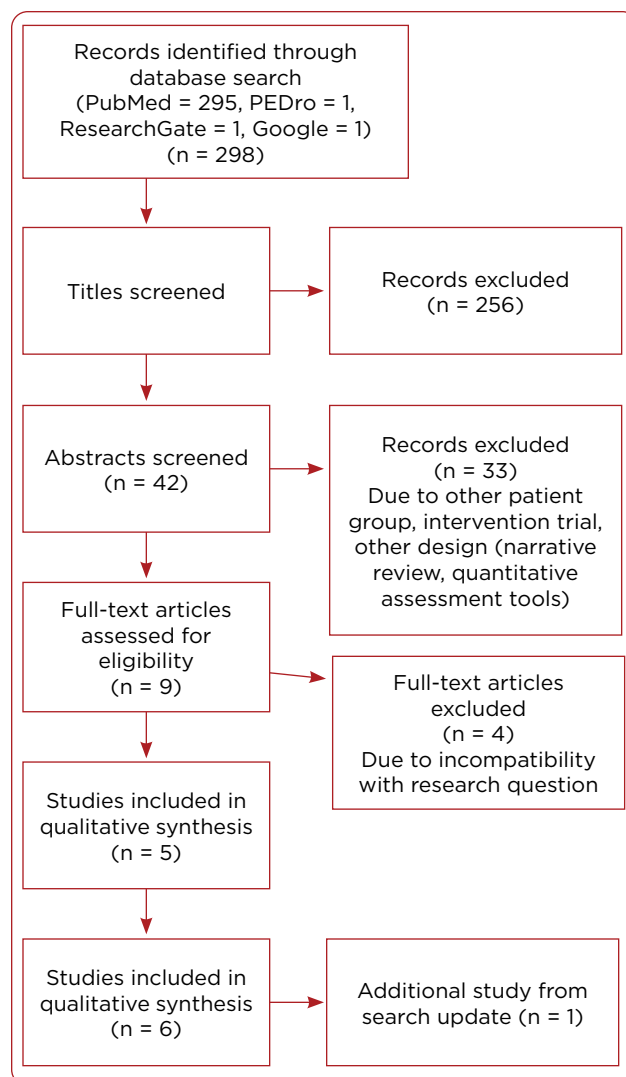 Records identified through
database search
(PubMed = 295, PEDro = 1,
ResearchGate = 1, Google = 1)
(n = 298)
Titles screened
Records excluded
(n = 256)
Abstracts screened
(n = 42)
Records excluded
(n = 33)
Due to other patient
group, intervention trial,
other design (narrative
review, quantitative
assessment tools)
Full-text articles
assessed for
eligibility
(n = 9)
Full-text articles
excluded
(n = 4)
Due to incompatibility
with research question
Studies included in
qualitative synthesis
(n = 5)
Studies included in
qualitative synthesis
(n = 6)
Additional study from
search update (n = 1)